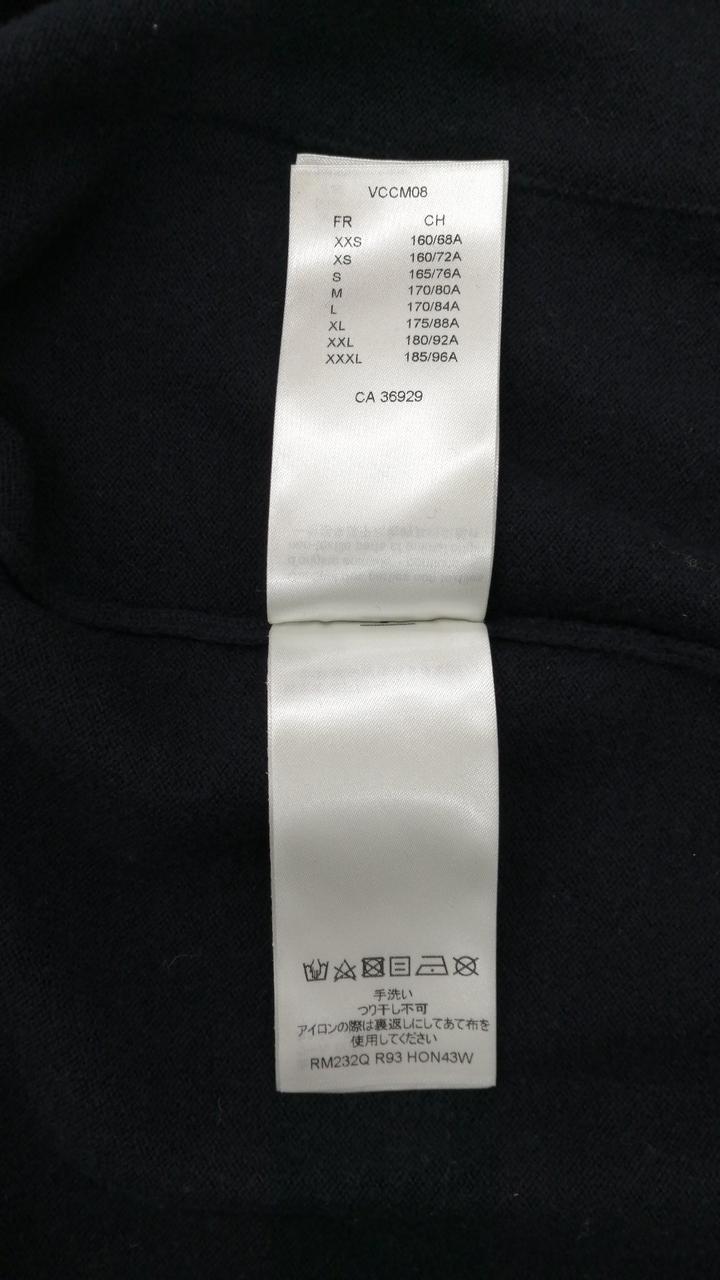 VCCM08
FR CH
XXS 160/68A
XS 160/72A
S 165/76A
M 170/80A
L 170/84A
XL 175/88A
XXL 180/92A
XXXL 185/96A
CA 36929
手洗い
つり干し不可
アイロンの際は裏返しにしてあて布を
使用してください
RM232Q R93 HON43W